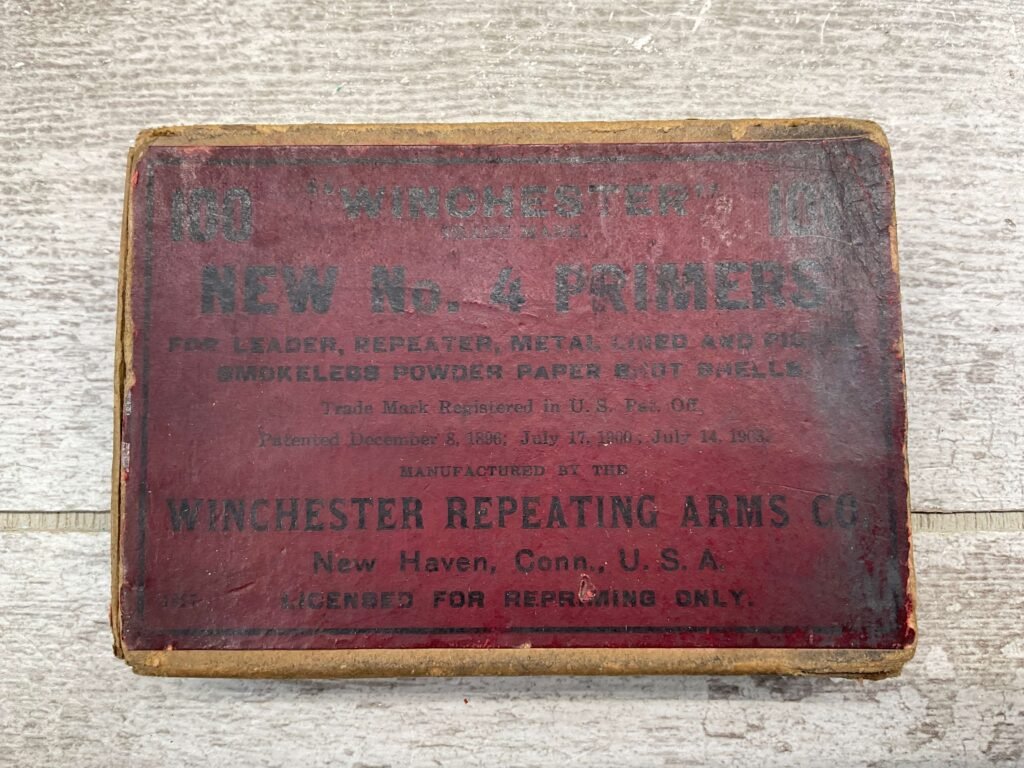 100 "WINCHESTER" 10
TRADE MARK.
NEW No. 4 PRIMERS
FOR LEADER, REPEATER, METAL LINED AND
SMOKELESS POWDER PAPER SHOT SHELLS.
Trade Mark Registered in U. S. Pat. Off.
Patented December 8, 1896; July 17, 1900; July 14, 1903.
MANUFACTURED BY THE
WINCHESTER REPEATING ARMS CO.
New Haven, Conn., U. S. A.
LICENSED FOR REPRIMING ONLY.